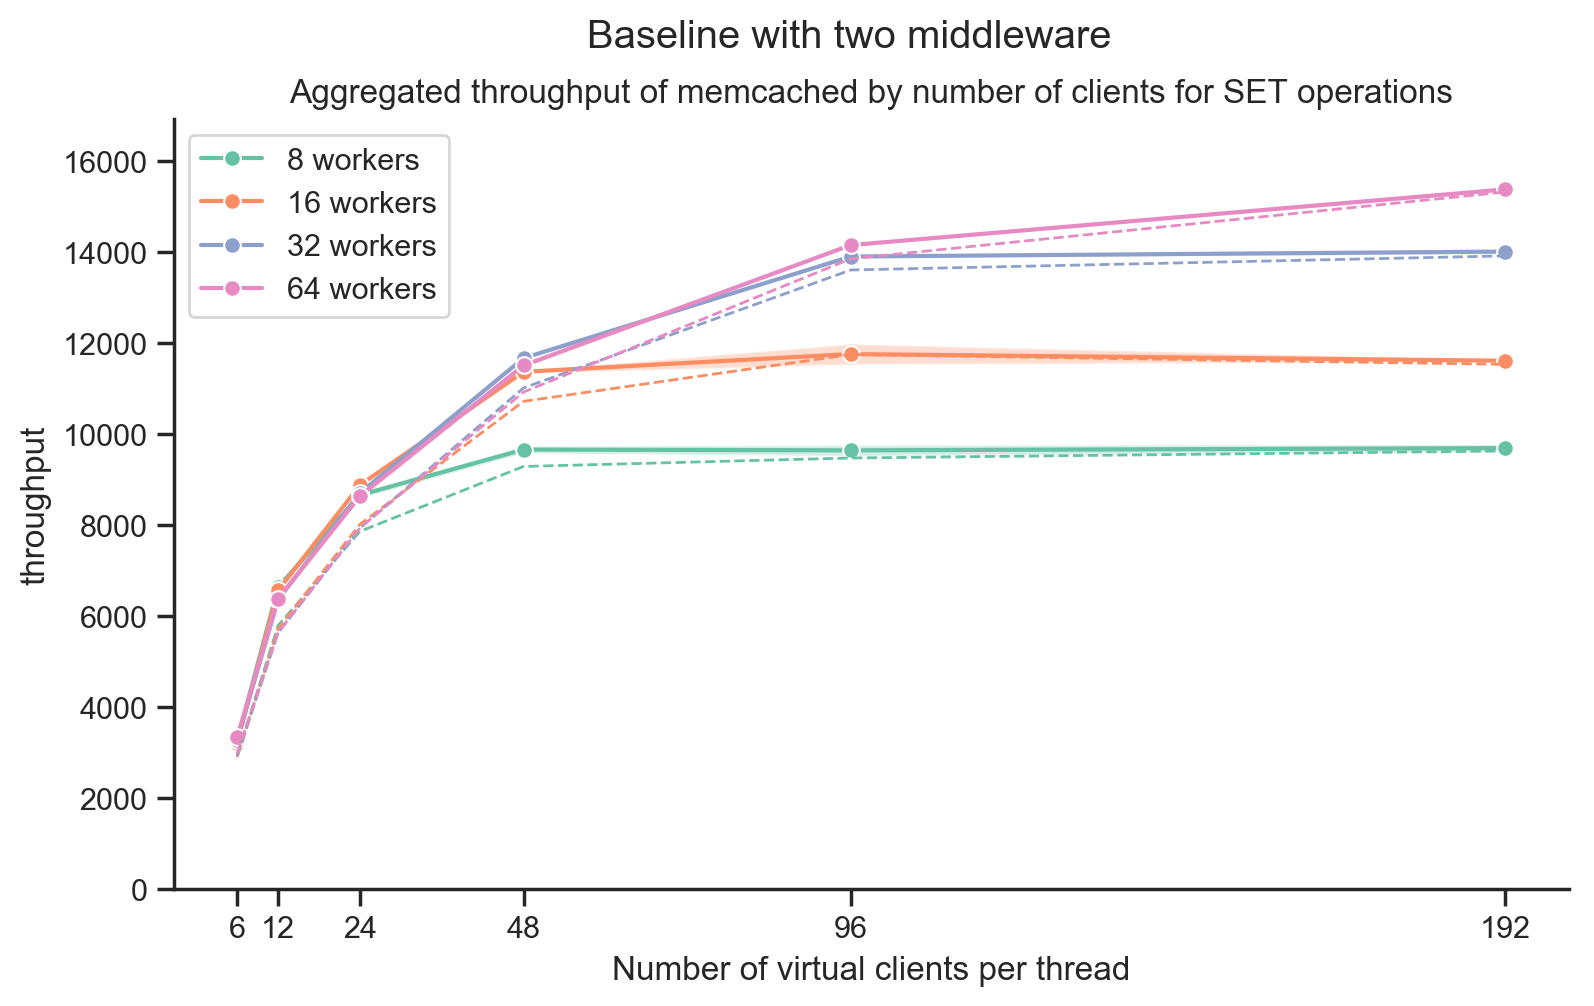 Baseline with two middleware
Aggregated throughput of memcached by number of clients for SET operations
8 workers
16 workers
32 workers
64 workers
throughput
16000
14000
12000
10000
8000
6000
4000
2000
0
6 12 24 48 96 192
Number of virtual clients per thread